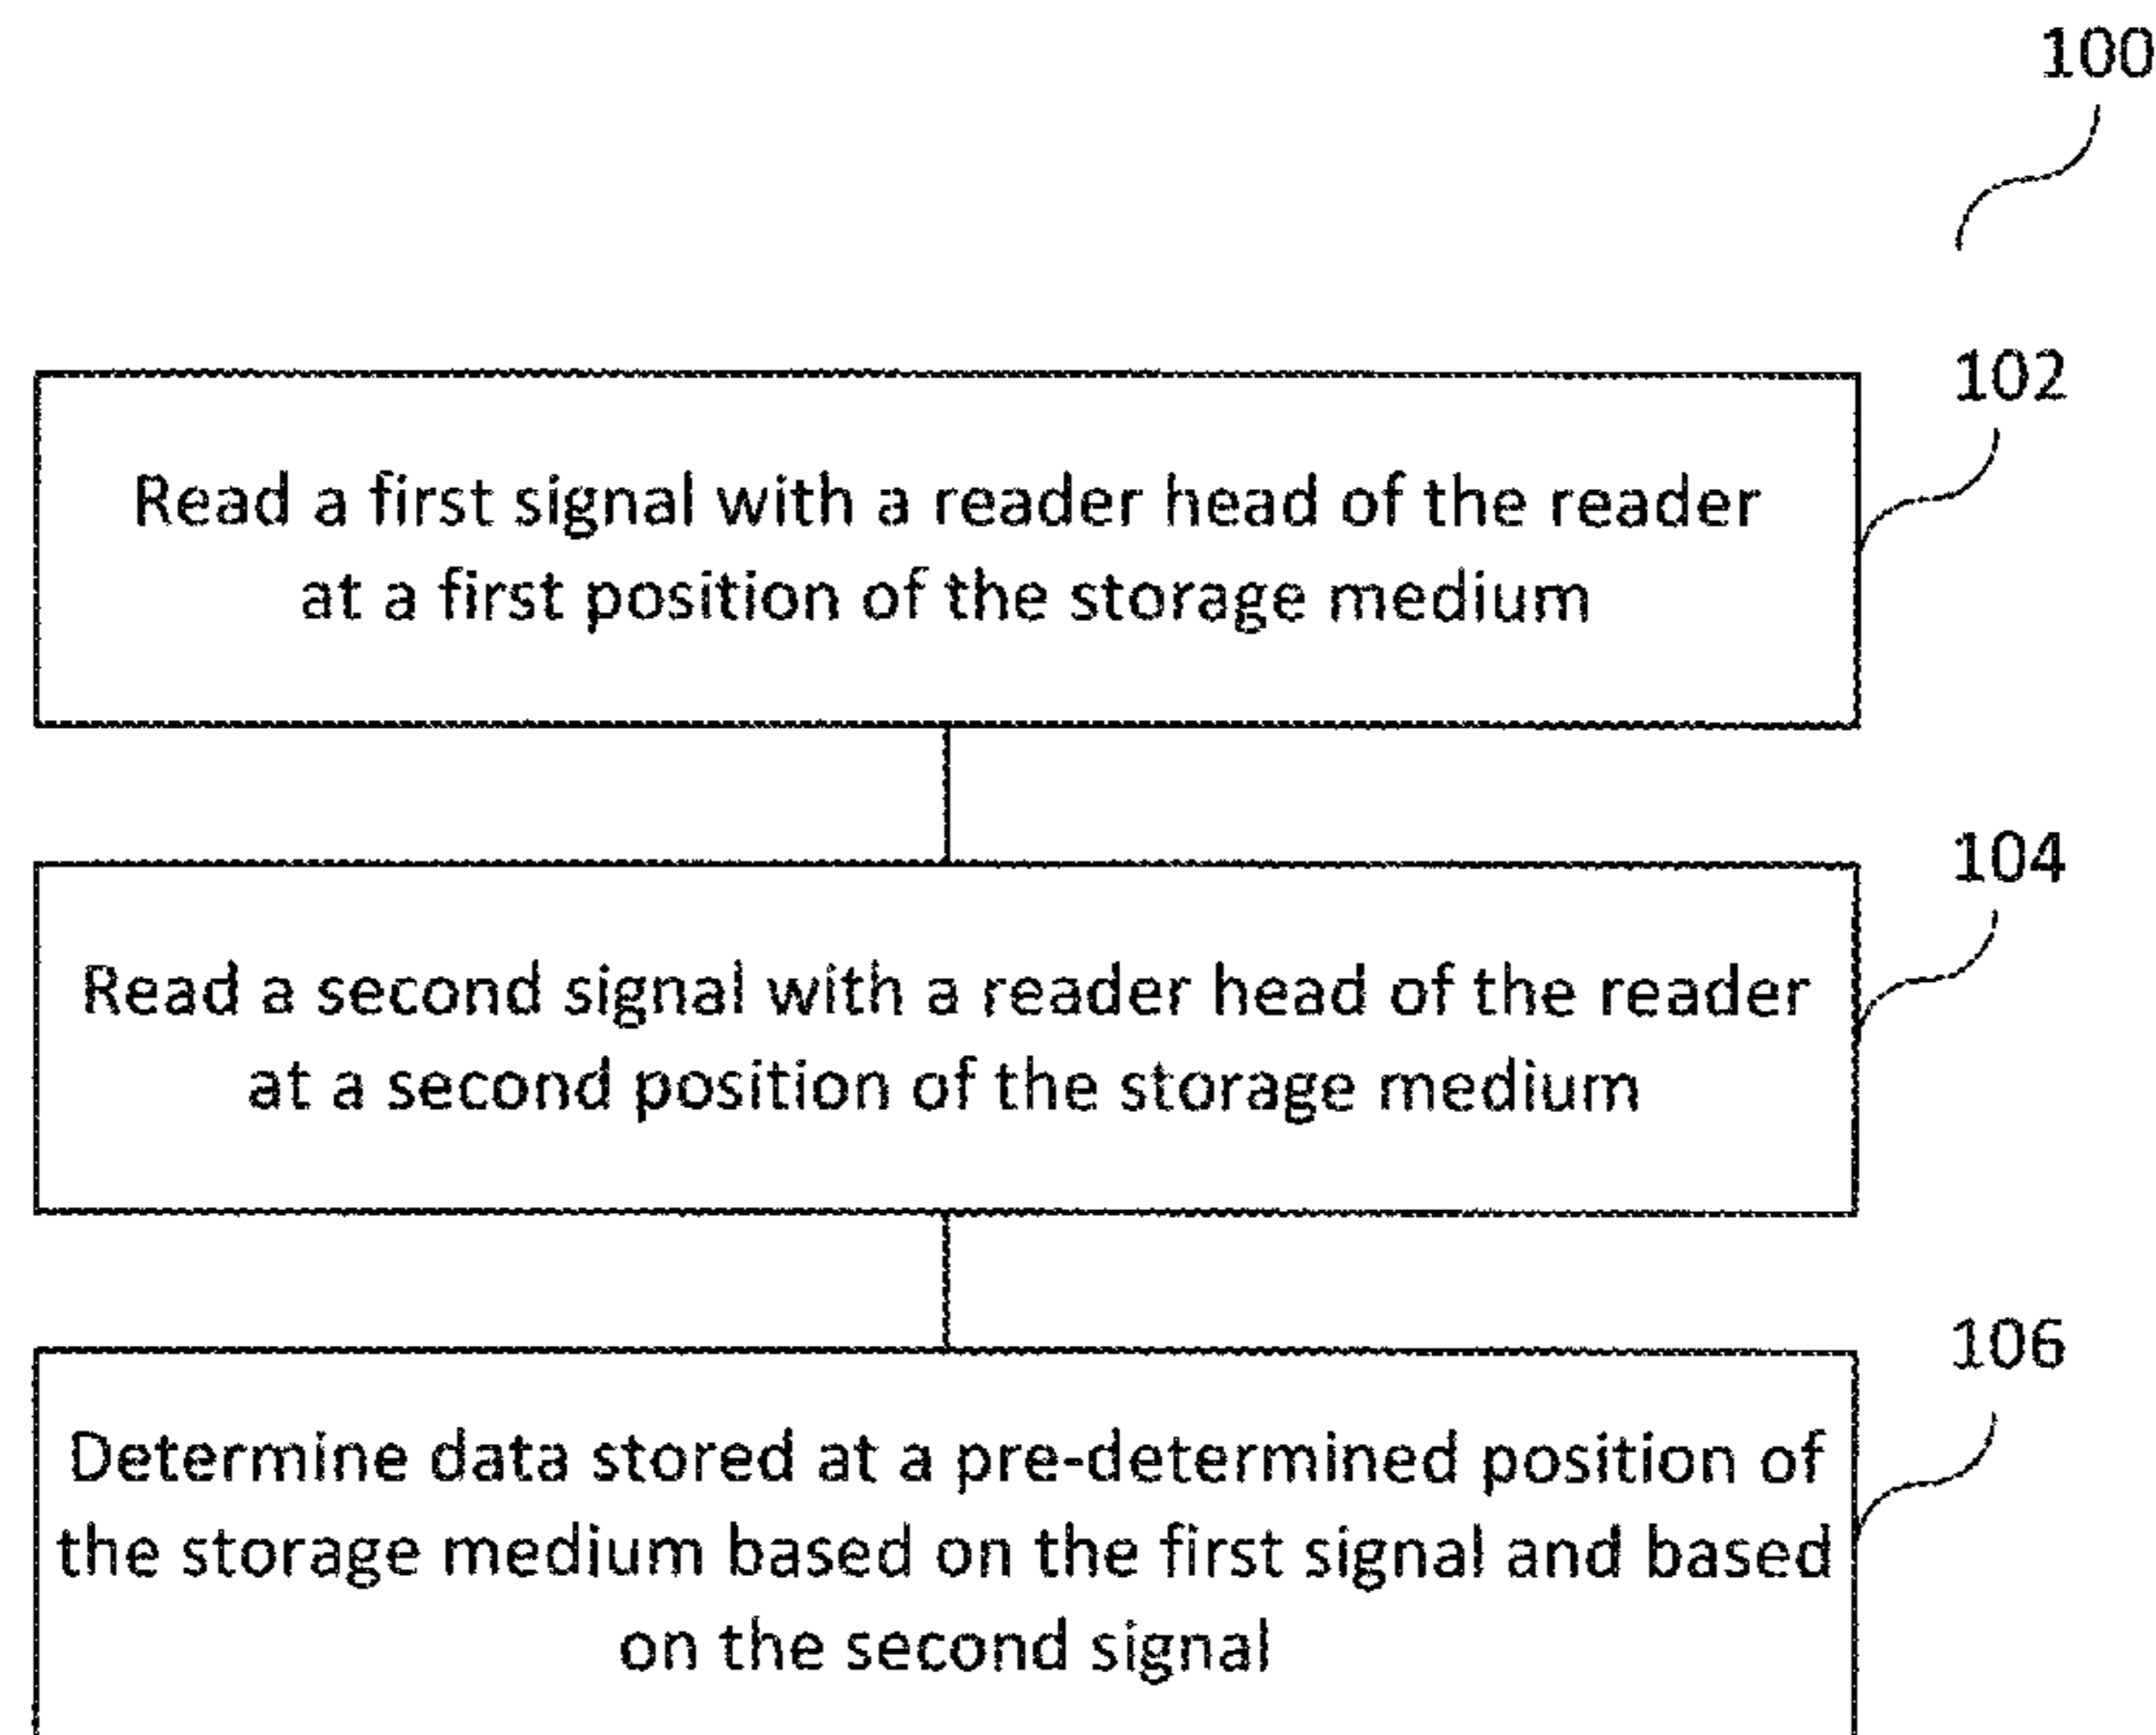 100
102
Read a first signal with a reader head of the reader
at a first position of the storage medium
104
Read a second signal with a reader head of the reader
at a second position of the storage medium
106
Determine data stored at a pre-determined position of
the storage medium based on the first signal and based
on the second signal